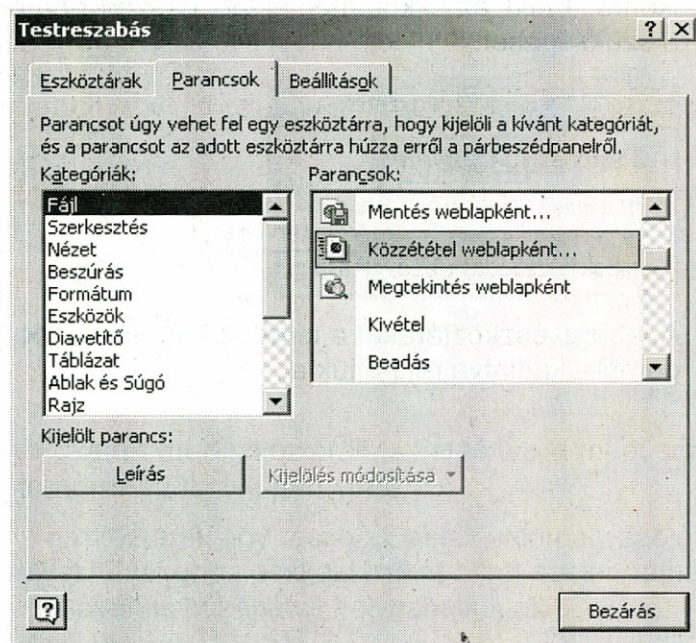 Testreszabás
Eszköztárak Parancsok Beállítások
Parancsot úgy vehet fel egy eszköztárra, hogy kijelöli a kívánt kategóriát,
és a parancsot az adott eszköztárra húzza erről a párbeszédpanelről.
Kategóriák:
Fájl
Szerkesztés
Nézet
Beszúrás
Formátum
Eszközök
Diavetítő
Táblázat
Ablak és Súgó
Rajz
Parancsok:
Mentés weblapként...
Közzététel weblapként...
Megtekintés weblapként
Kivétel
Beadás
Kijelölt parancs:
Leírás Kijelölés módosítása
Bezárás